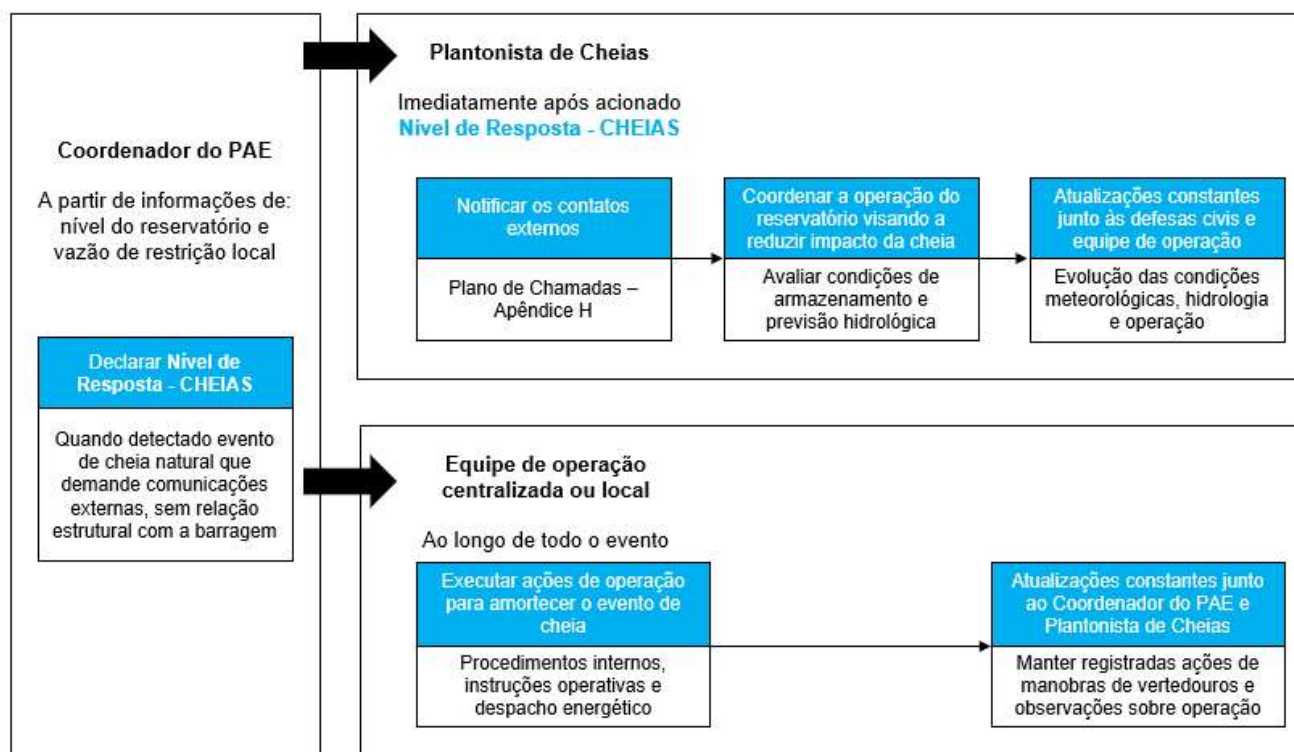 Coordenador do PAE
A partir de informações de:
nível do reservatório e
vazão de restrição local
Declarar Nível de
Resposta - CHEIAS
Quando detectado evento
de cheia natural que
demande comunicações
externas, sem relação
estrutural com a barragem
Plantonista de Cheias
Imediatamente após acionado
Nível de Resposta - CHEIAS
Notificar os contatos
externos
Plano de Chamadas –
Apêndice H
Coordenar a operação do
reservatório visando a
reduzir impacto da cheia
Avaliar condições de
armazenamento e
previsão hidrológica
Atualizações constantes
junto às defesas civis e
equipe de operação
Evolução das condições
meteorológicas, hidrologia
e operação
Equipe de operação
centralizada ou local
Ao longo de todo o evento
Executar ações de operação
para amortecer o evento de
cheia
Procedimentos internos,
instruções operativas e
despacho energético
Atualizações constantes junto
ao Coordenador do PAE e
Plantonista de Cheias
Manter registradas ações de
manobras de vertedouros e
observações sobre operação